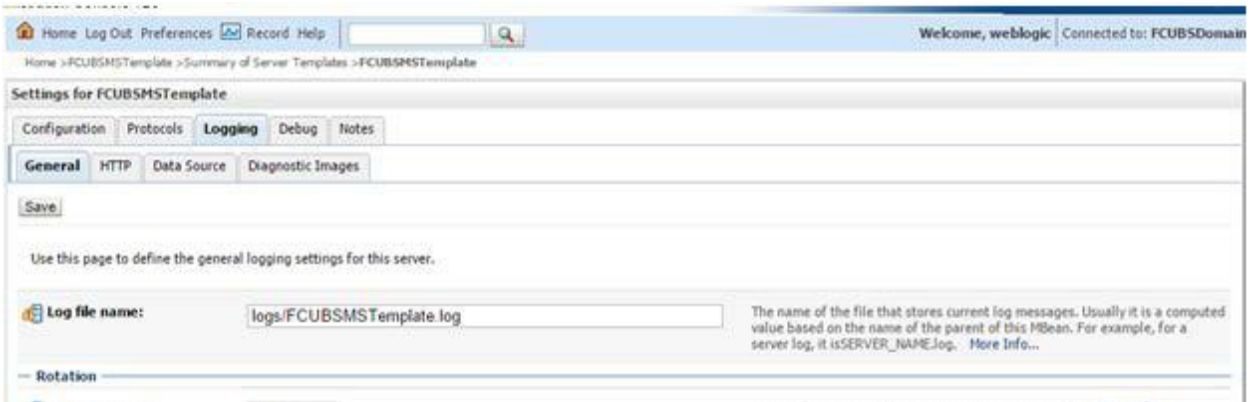 Home Log Out Preferences Record Help
Welcome, weblogic Connected to: FCUBSDomain
Home >FCUBSMSTemplate >Summary of Server Templates >FCUBSMSTemplate
Settings for FCUBSMSTemplate
Configuration Protocols Logging Debug Notes
General HTTP Data Source Diagnostic Images
Save
Use this page to define the general logging settings for this server.
Log file name:
logs/FCUBSMSTemplate.log
The name of the file that stores current log messages. Usually it is a computed
value based on the name of the parent of this MBean. For example, for a
server log, it isSERVER_NAME.log. More Info...
Rotation